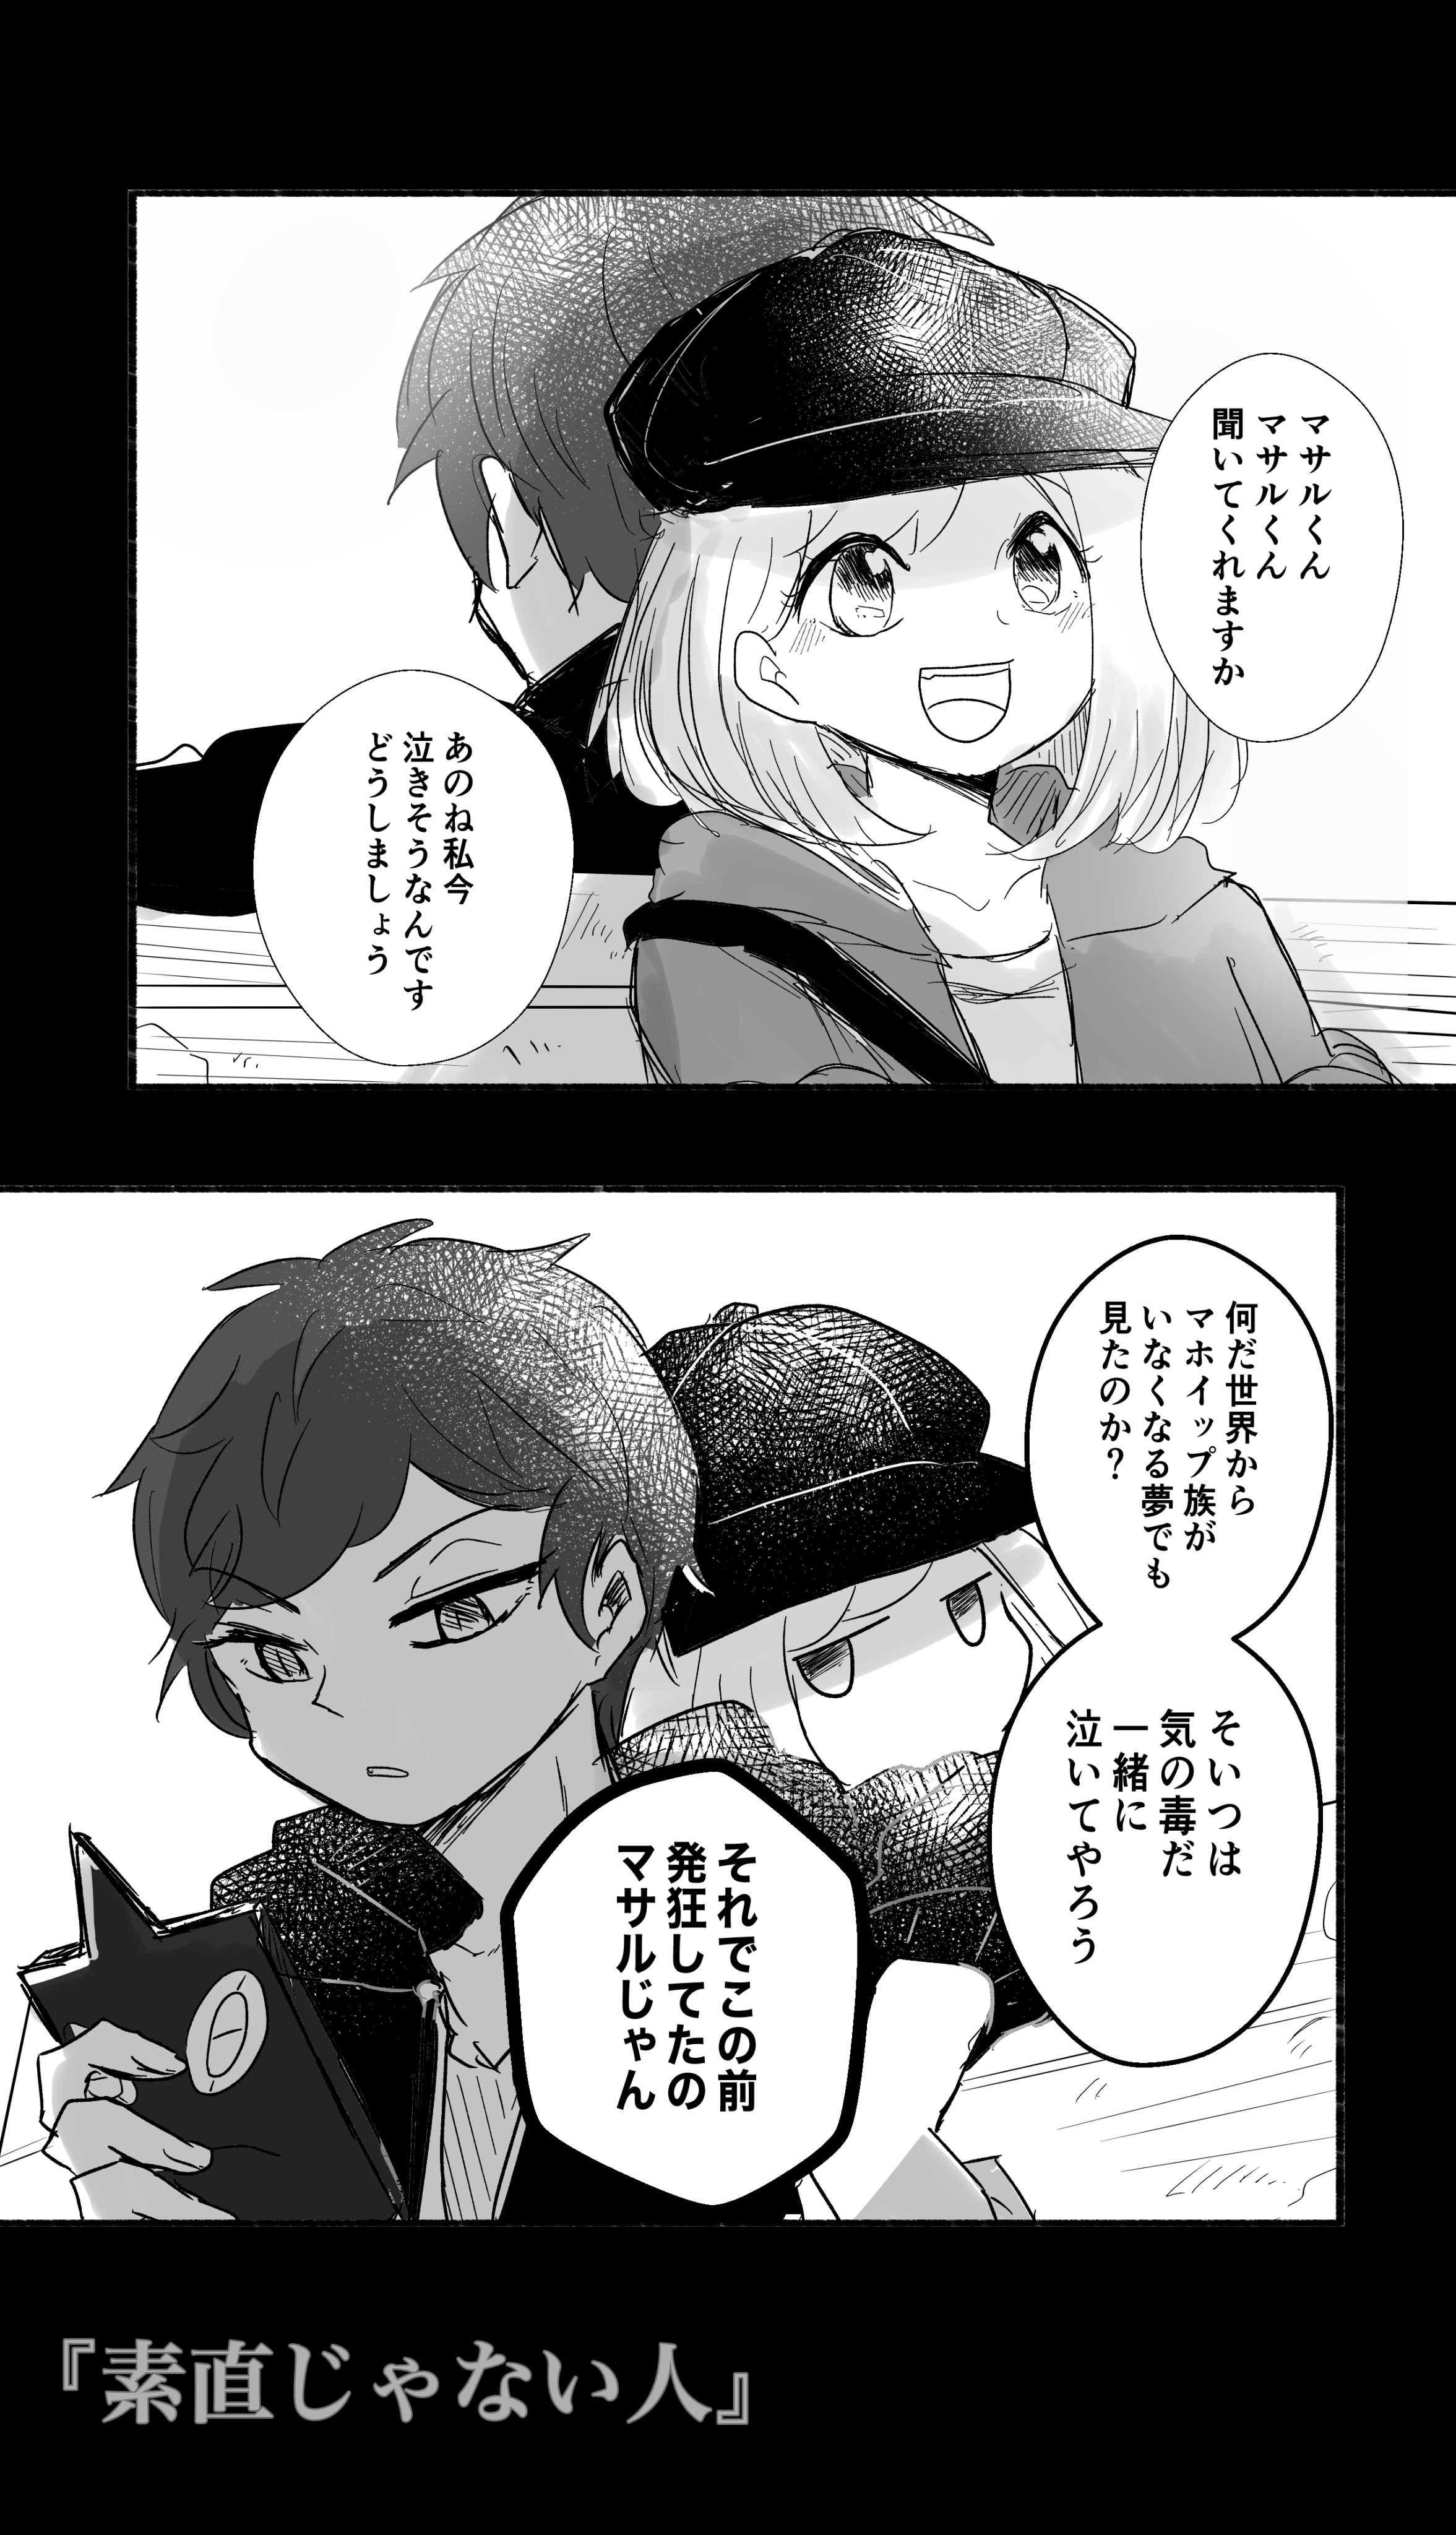 マサルくん
マサルくん
聞いてくれますか
あのね私今
泣きそうなんです
どうしましょう
何だ世界から
マホイップ族が
いなくなる夢でも
見たのか?
そいつは
気の毒だ
一緒に
泣いてやろう
それでこの前
発狂してたの
マサルじゃん
『素直じゃない人』